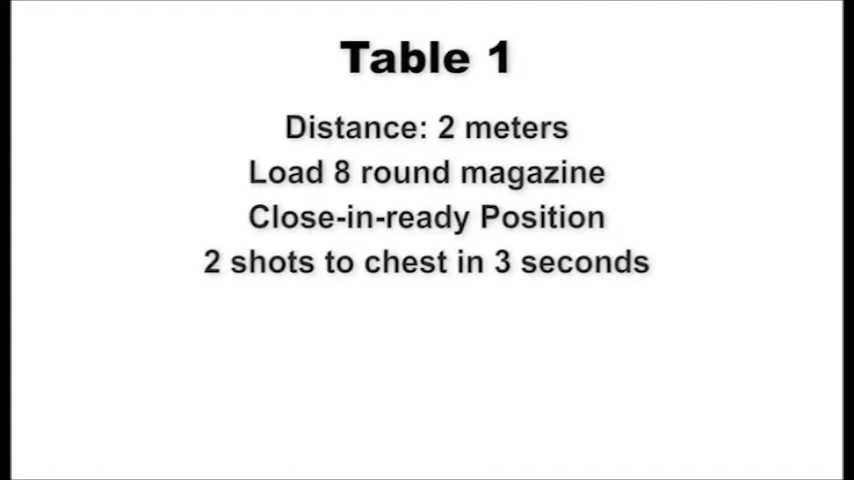 Table 1
Distance: 2 meters
Load 8 round magazine
Close-in-ready Position
2 shots to chest in 3 seconds